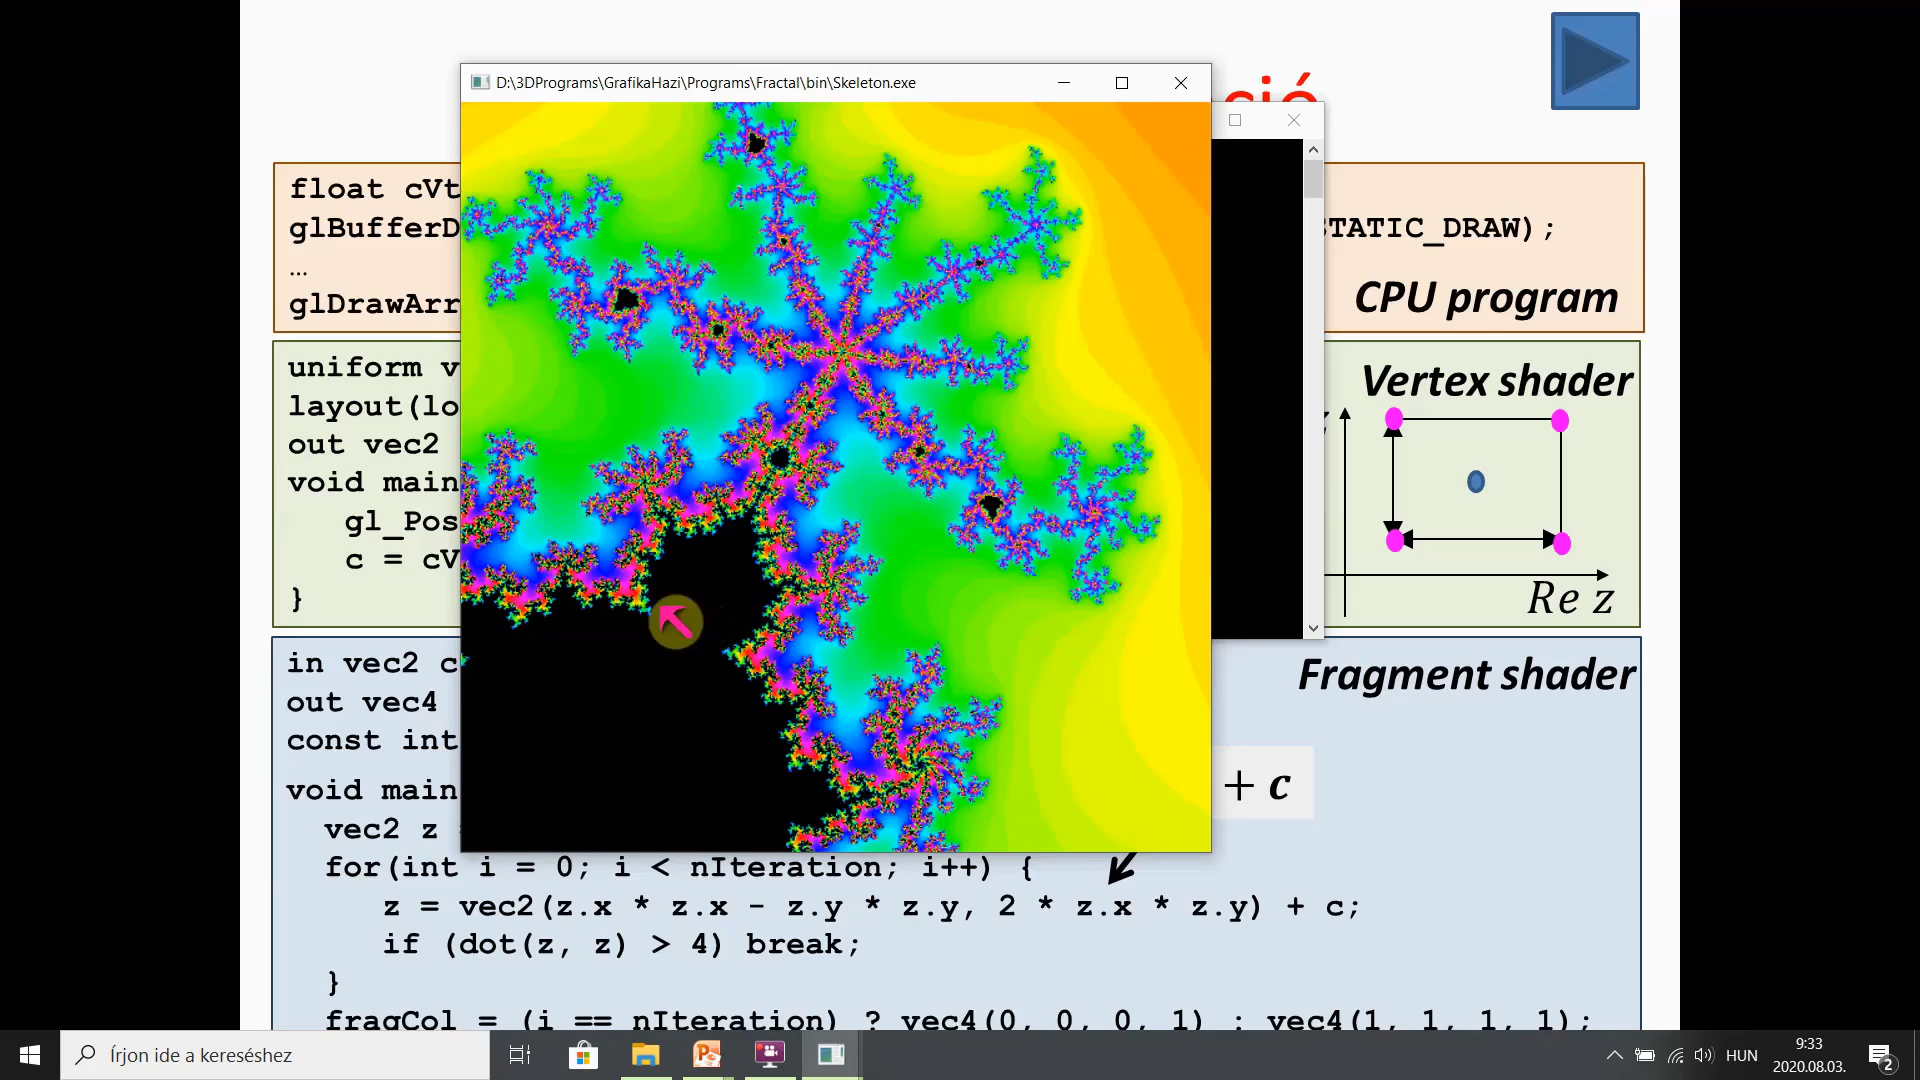 D:\3DPrograms\GrafikaHazi\Programs\Fractal\bin\Skeleton.exe
ció
float cVt
glBufferD STATIC_DRAW);
…
glDrawArr
CPU program
uniform v
layout(lo
out vec2
void main
gl_Pos
c = cV
}
Vertex shader
Re z
in vec2 c
out vec4
const int
void main
vec2 z
for(int i = 0; i < nIteration; i++) {
z = vec2(z.x * z.x - z.y * z.y, 2 * z.x * z.y) + c;
if (dot(z, z) > 4) break;
}
fragCol = (i == nIteration) ? vec4(0, 0, 0, 1) : vec4(1, 1, 1, 1);
Fragment shader
+ c
Írjon ide a kereséshez
HUN
9:33
2020.08.03.
2